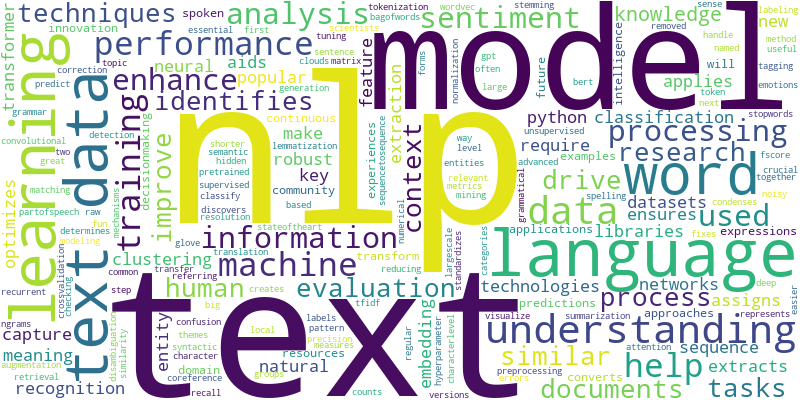 nlp
text
model
language
word
learning
data
text data
understanding
training
machine
information
analysis
techniques
performance
sentiment
knowledge
enhance
identifies
improve
context
evaluation
processing
research
drive
used
help
process
similar
documents
tasks
human
natural
clustering
make
robust
key
feature
extraction
popular
aids
neural
continuous
python
classification
require
datasets
ensures
libraries
applies
new
will
technologies
networks
predictions
assigns
approaches
sequence
extracts
converts
embedding
transform
entity
domain
resources
capture
meaning
recognition
optimizes
transformer
innovation
spoken
essential
first
tuning
scientists
tokenization
bagofwords
wordvec
stemming
sense
labeling
removed
handle
named
method
useful
tagging
emotions
intelligence
future
bert
gpt
often
large
forms
normalization
clouds
matrix
sentence
generation
topic
correction
predict
grammar
convolutional
two
great
detection
matching
partofspeech
raw
fun
determines
modeling
mechanisms
decisionmaking
shorter
semantic
hidden
lemmatization
pretrained
supervised
classify
discovers
resolution
community
based
experiences
sequencetosequence
numerical
way
level
entities
relevant
metrics
mining
advanced
unsupervised
examples
token
next
stopwords
fscore
crucial
together
noisy
spelling
condenses
grammatical
applications
expressions
fixes
categories
largescale
standardizes
reducing
stateoftheart
glove
translation
transfer
referring
creates
tfidf
big
local
confusion
labels
pattern
precision
measures
themes
syntactic
character
coreference
groups
recall
counts
versions
regular
hyperparameter
characterlevel
preprocessing
errors
attention
summarization
visualize
deep
easier
represents
various
common
step
crossvalidation
checking
recurrent
ngrams
augmentation
retrieval
disambiguation
similarity